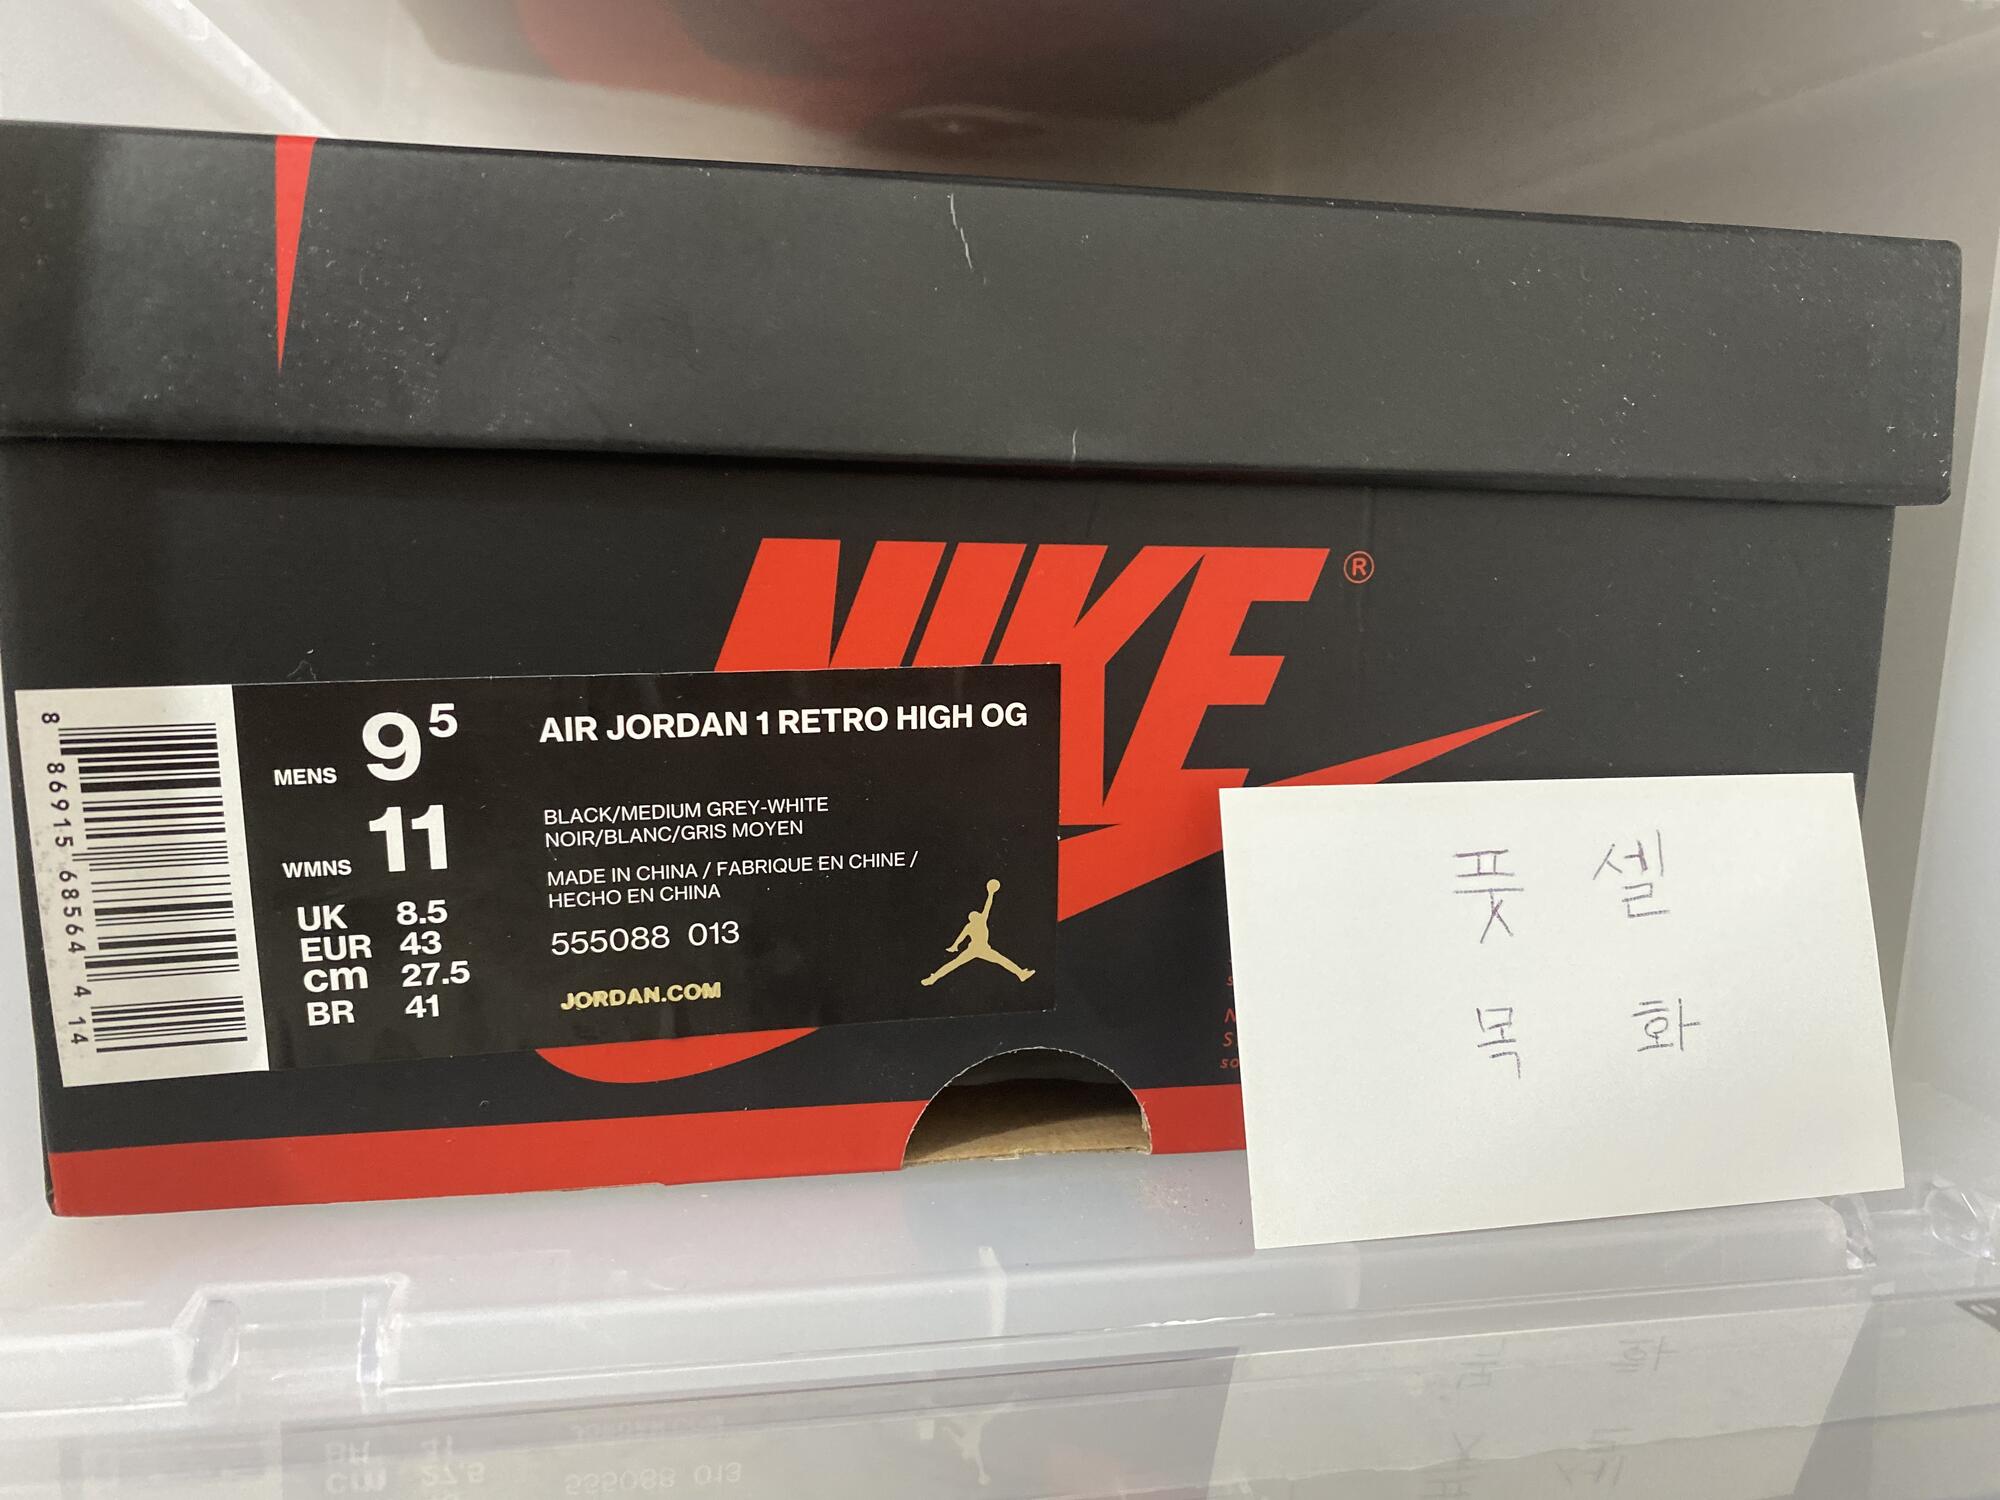 NIKE®
8 86915 68564 4 14
MENS 9⁵
WMNS 11
UK 8.5
EUR 43
cm 27.5
BR 41
AIR JORDAN 1 RETRO HIGH OG
BLACK/MEDIUM GREY-WHITE
NOIR/BLANC/GRIS MOYEN
MADE IN CHINA / FABRIQUE EN CHINE /
HECHO EN CHINA
555088 013
JORDAN.COM
풋 셀
목 화